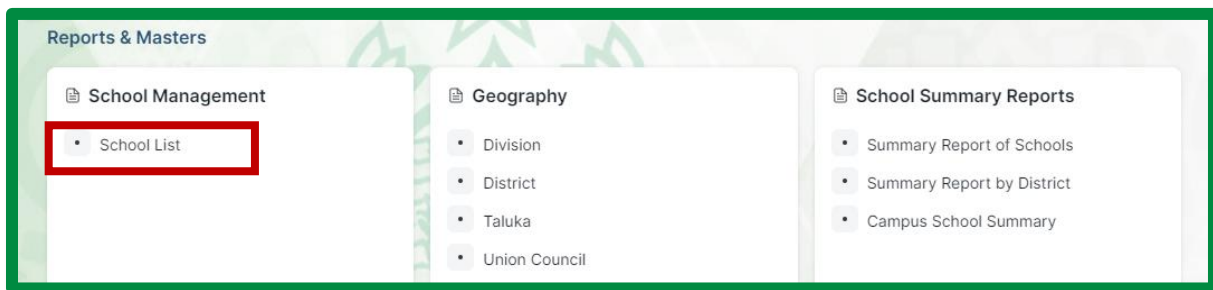 Reports & Masters
School Management
School List
Geography
Division
District
Taluka
Union Council
School Summary Reports
Summary Report of Schools
Summary Report by District
Campus School Summary